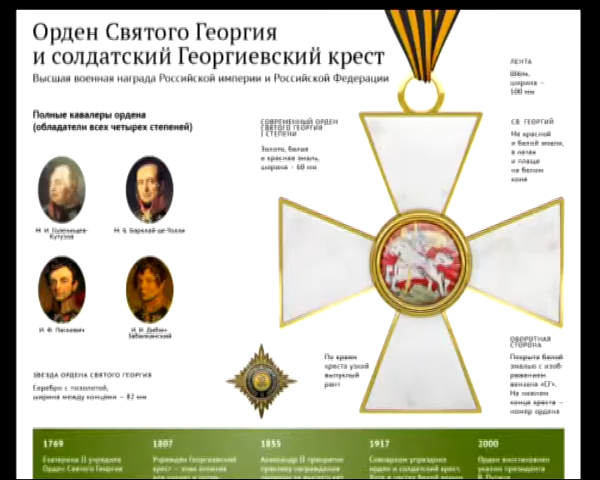 Орден Святого Георгия
и солдатский Георгиевский крест
Высшая военная награда Российской империи и Российской Федерации
Полные кавалеры ордена
(обладатели всех четырех степеней)
М. И. Голенищев-
Кутузов
М. Б. Барклай-де-Толли
И. Ф. Паскевич
И. И. Дибич-
Забалканский
ЗВЕЗДА ОРДЕНА СВЯТОГО ГЕОРГИЯ
Серебро с позолотой,
ширина между концами – 82 мм
СОВРЕМЕННЫЙ ОРДЕН
СВЯТОГО ГЕОРГИЯ
I СТЕПЕНИ
Золото, белая
и красная эмаль,
ширина – 60 мм
По краям
креста узкий
выпуклый
рант
ЛЕНТА
Шёлк,
ширина –
100 мм
СВ. ГЕОРГИЙ
На красной
и белой эмали,
в латах
и плаще
на белом
коне
ОБОРОТНАЯ
СТОРОНА
Покрыта белой
эмалью с изоб-
ражением
вензеля «СГ».
На нижнем
конце креста –
номер ордена
1769
Екатерина II учредила
Орден Святого Георгия
1807
Учрежден Георгиевский
крест –
1855
Александр II прекратил
1917
орден и солдатский крест.
2000
Орден восстановлен
указом президента
В. Путина